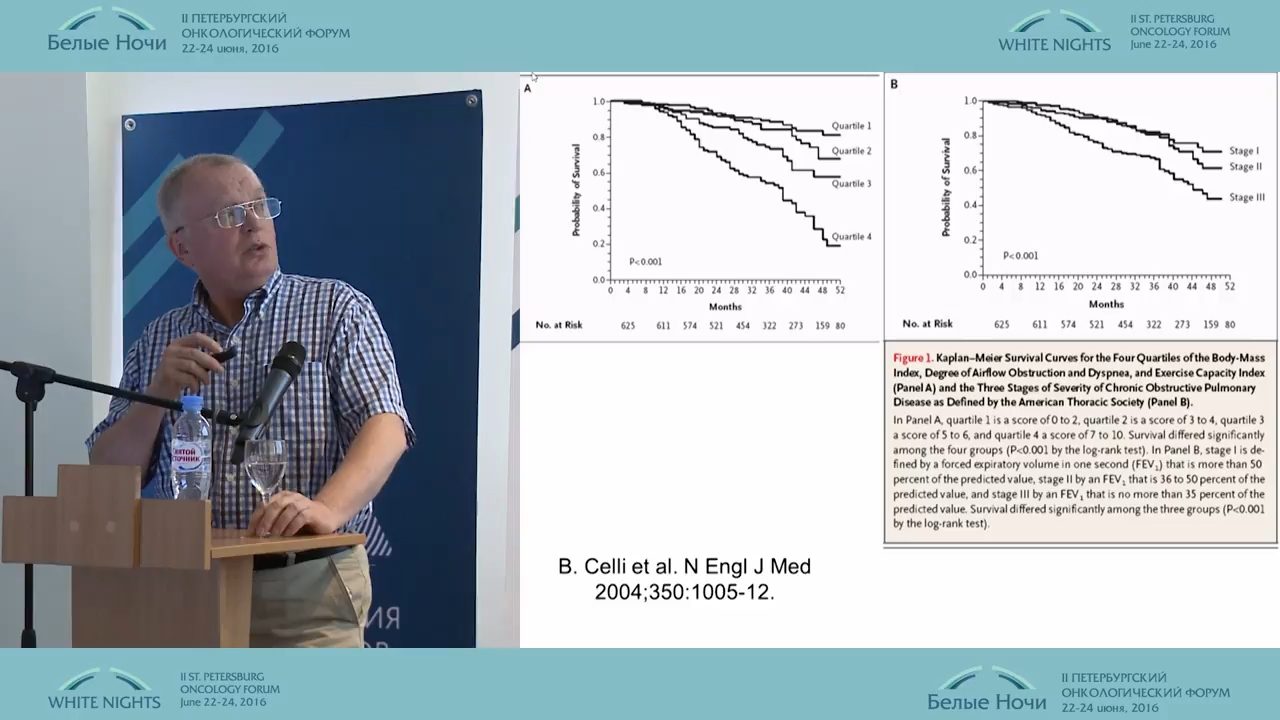 II ПЕТЕРБУРГСКИЙ
ОНКОЛОГИЧЕСКИЙ ФОРУМ
Белые Ночи
22-24 июня, 2016
II ST. PETERSBURG
ONCOLOGY FORUM
WHITE NIGHTS
June 22-24, 2016
A
Probability of Survival
1.0
0.8
0.6
0.4
0.2
0.0
Quartile 1
Quartile 2
Quartile 3
Quartile 4
P<0.001
0 4 8 12 16 20 24 28 32 36 40 44 48 52
Months
No. at Risk 625 611 574 521 454 322 273 159 80
B
Probability of Survival
1.0
0.8
0.6
0.4
0.2
0.0
Stage I
Stage II
Stage III
P<0.001
0 4 8 12 16 20 24 28 32 36 40 44 48 52
Months
No. at Risk 625 611 574 521 454 322 273 159 80
Figure 1. Kaplan–Meier Survival Curves for the Four Quartiles of the Body-Mass
Index, Degree of Airflow Obstruction and Dyspnea, and Exercise Capacity Index
(Panel A) and the Three Stages of Severity of Chronic Obstructive Pulmonary
Disease as Defined by the American Thoracic Society (Panel B).
In Panel A, quartile 1 is a score of 0 to 2, quartile 2 is a score of 3 to 4, quartile 3
a score of 5 to 6, and quartile 4 a score of 7 to 10. Survival differed significantly
among the four groups (P<0.001 by the log-rank test). In Panel B, stage I is de-
fined by a forced expiratory volume in one second (FEV1) that is more than 50
percent of the predicted value, stage II by an FEV1 that is 36 to 50 percent of the
predicted value, and stage III by an FEV1 that is no more than 35 percent of the
predicted value. Survival differed significantly among the three groups (P<0.001
by the log-rank test).
B. Celli et al. N Engl J Med
2004;350:1005-12.
II ST. PETERSBURG
ONCOLOGY FORUM
WHITE NIGHTS
June 22-24, 2016
II ПЕТЕРБУРГСКИЙ
ОНКОЛОГИЧЕСКИЙ ФОРУМ
Белые Ночи
22-24 июня, 2016